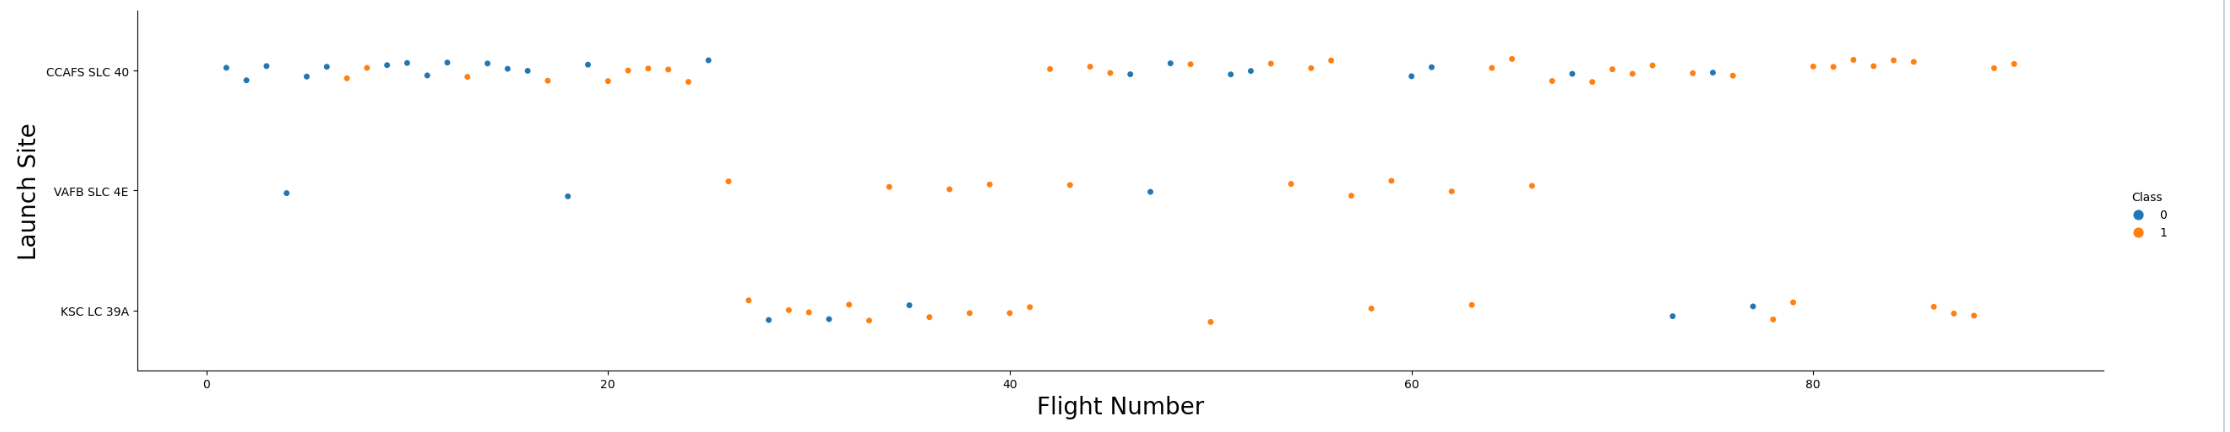 CCAFS SLC 40
VAFB SLC 4E
KSC LC 39A
Launch Site
0
20
40
60
80
Flight Number
Class
0
1